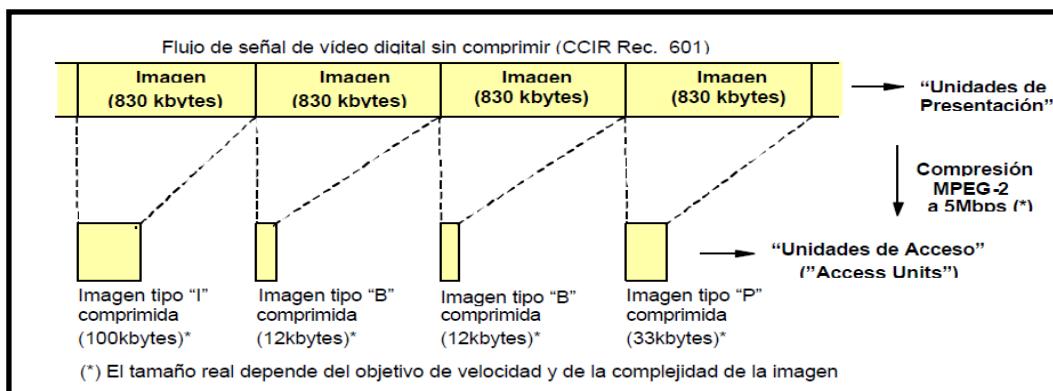 Flujo de señal de vídeo digital sin comprimir (CCIR Rec. 601)
Imagen
(830 kbytes)
Imagen
(830 kbytes)
Imagen
(830 kbytes)
Imagen
(830 kbytes)
“Unidades de
Presentación”
Compresión
MPEG-2
a 5Mbps (*)
“Unidades de Acceso”
(”Access Units”)
Imagen tipo “I”
comprimida
(100kbytes)*
Imagen tipo “B”
comprimida
(12kbytes)*
Imagen tipo “B”
comprimida
(12kbytes)*
Imagen tipo “P”
comprimida
(33kbytes)*
(*) El tamaño real depende del objetivo de velocidad y de la complejidad de la imagen